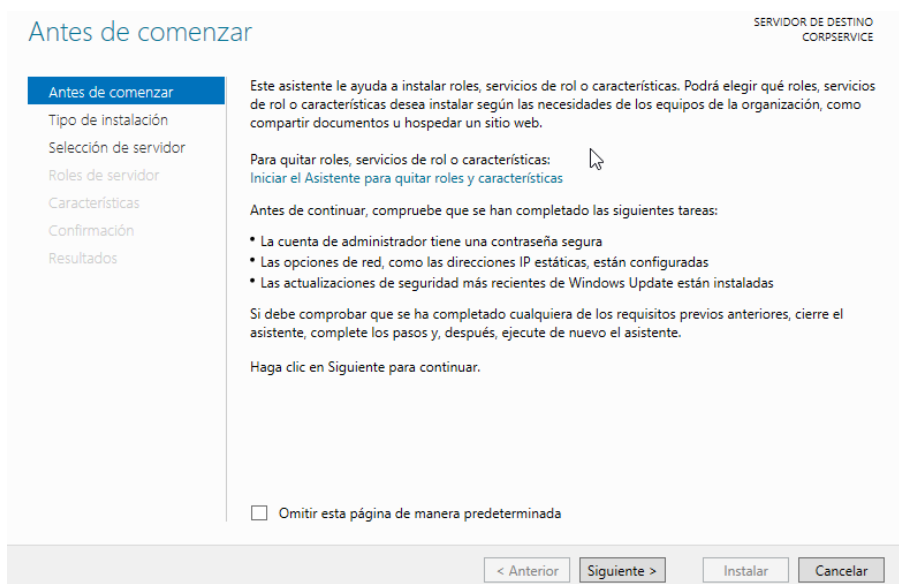 Antes de comenzar
SERVIDOR DE DESTINO
CORPSERVICE
Antes de comenzar
Tipo de instalación
Selección de servidor
Roles de servidor
Características
Confirmación
Resultados
Este asistente le ayuda a instalar roles, servicios de rol o características. Podrá elegir qué roles, servicios
de rol o características desea instalar según las necesidades de los equipos de la organización, como
compartir documentos u hospedar un sitio web.
Para quitar roles, servicios de rol o características:
Iniciar el Asistente para quitar roles y características
Antes de continuar, compruebe que se han completado las siguientes tareas:
• La cuenta de administrador tiene una contraseña segura
• Las opciones de red, como las direcciones IP estáticas, están configuradas
• Las actualizaciones de seguridad más recientes de Windows Update están instaladas
Si debe comprobar que se ha completado cualquiera de los requisitos previos anteriores, cierre el
asistente, complete los pasos y, después, ejecute de nuevo el asistente.
Haga clic en Siguiente para continuar.
Omitir esta página de manera predeterminada
< Anterior
Siguiente >
Instalar
Cancelar